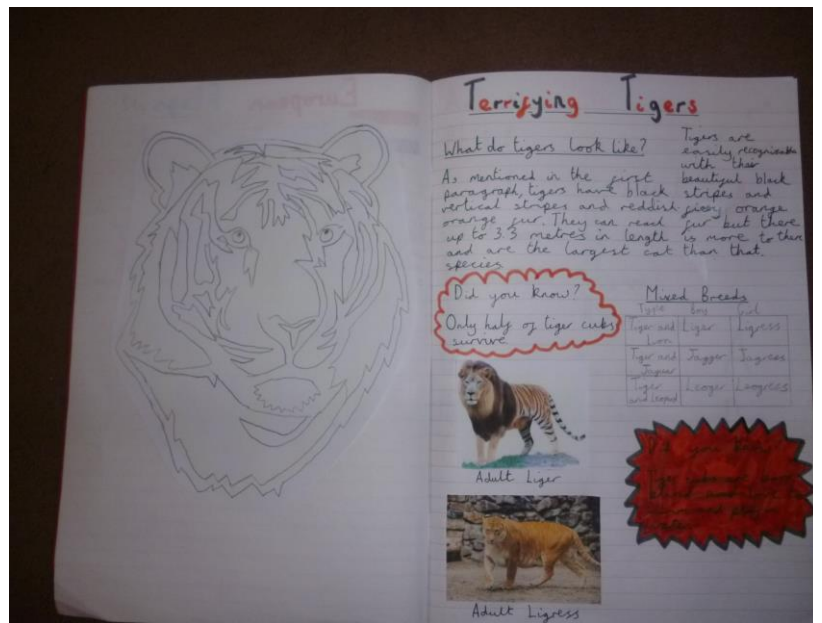 Terrifying Tigers
What do tigers look like?
As mentioned in the first
paragraph, tigers have black
vertical stripes and reddish
orange fur. They can reach
up to 3.3 metres in length
and are the largest cat
species
Tigers are
easily recognisable
with their
beautiful black
stripes and
orange
fur but there
is more to them
than that.
Did you know?
Only half of tiger cubs
survive
Mixed Breeds
Type Boy Girl
Tiger and Lion Liger Ligress
Tiger and Jaguar Jagger Jagress
Tiger and Leopard Leoger Leogress
Adult Liger
Did you know?
Adult Ligress